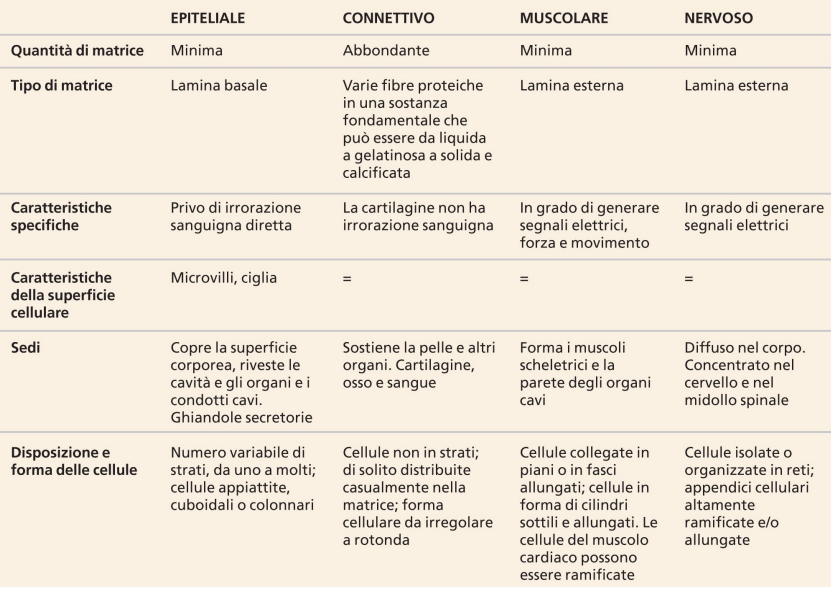 EPITELIALE CONNETTIVO MUSCOLARE NERVOSO
Quantità di matrice Minima Abbondante Minima Minima
Tipo di matrice Lamina basale Varie fibre proteiche Lamina esterna Lamina esterna
in una sostanza
fondamentale che
può essere da liquida
a gelatinosa a solida e
calcificata
Caratteristiche Privo di irrorazione La cartilagine non ha In grado di generare In grado di generare
specifiche sanguigna diretta irrorazione sanguigna segnali elettrici, segnali elettrici
forza e movimento
Caratteristiche Microvilli, ciglia = = =
della superficie
cellulare
Sedi Copre la superficie Sostiene la pelle e altri Forma i muscoli Diffuso nel corpo.
corporea, riveste le organi. Cartilagine, scheletrici e la Concentrato nel
cavità e gli organi e i osso e sangue parete degli organi cervello e nel
condotti cavi. cavi midollo spinale
Ghiandole secretorie
Disposizione e Numero variabile di Cellule non in strati; Cellule collegate in Cellule isolate o
forma delle cellule strati, da uno a molti; di solito distribuite piani o in fasci organizzate in reti;
cellule appiattite, casualmente nella allungati; cellule in appendici cellulari
cuboidali o colonnari matrice; forma forma di cilindri altamente
cellulare da irregolare sottili e allungati. Le ramificate e/o
a rotonda cellule del muscolo allungate
cardiaco possono
essere ramificate